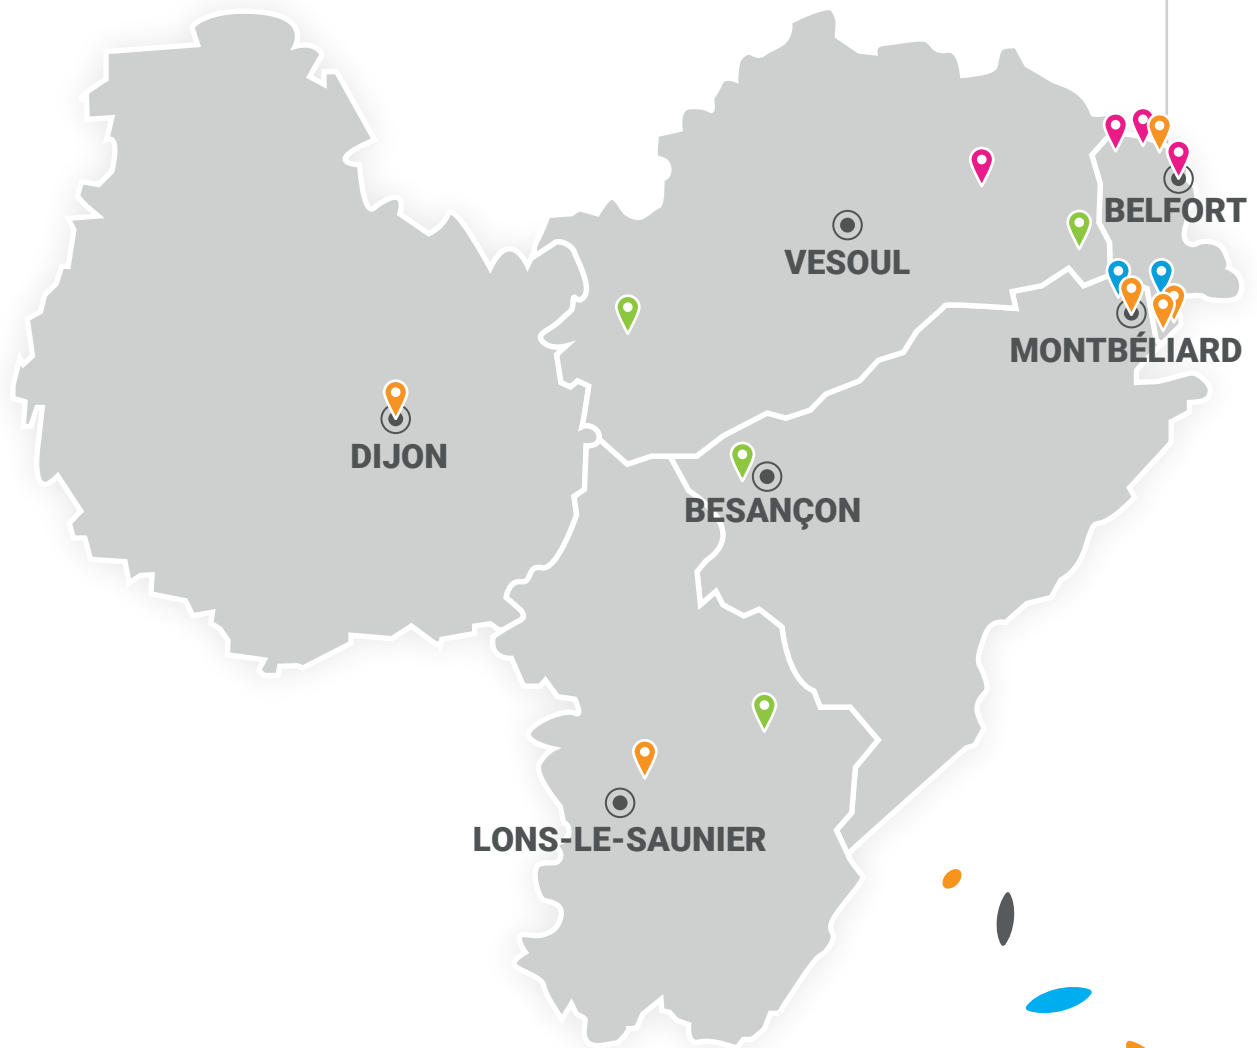 BELFORT
VESOUL
MONTBÉLIARD
DIJON
BESANÇON
LONS-LE-SAUNIER